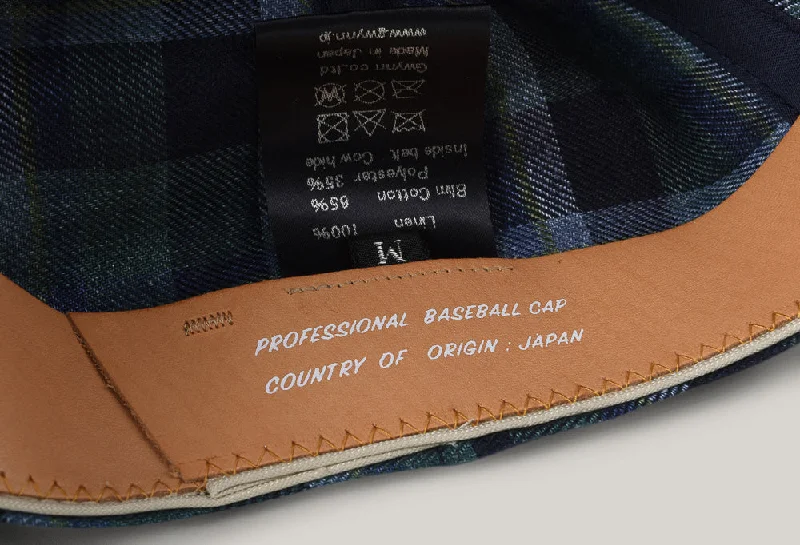 M
Linen 100%
Blim Cotton 65%
Polyester 35%
inside belt. Cow hide
Gwynn co.,ltd
Made in Japan
www.gwynn.jp
PROFESSIONAL BASEBALL CAP
COUNTRY OF ORIGIN : JAPAN